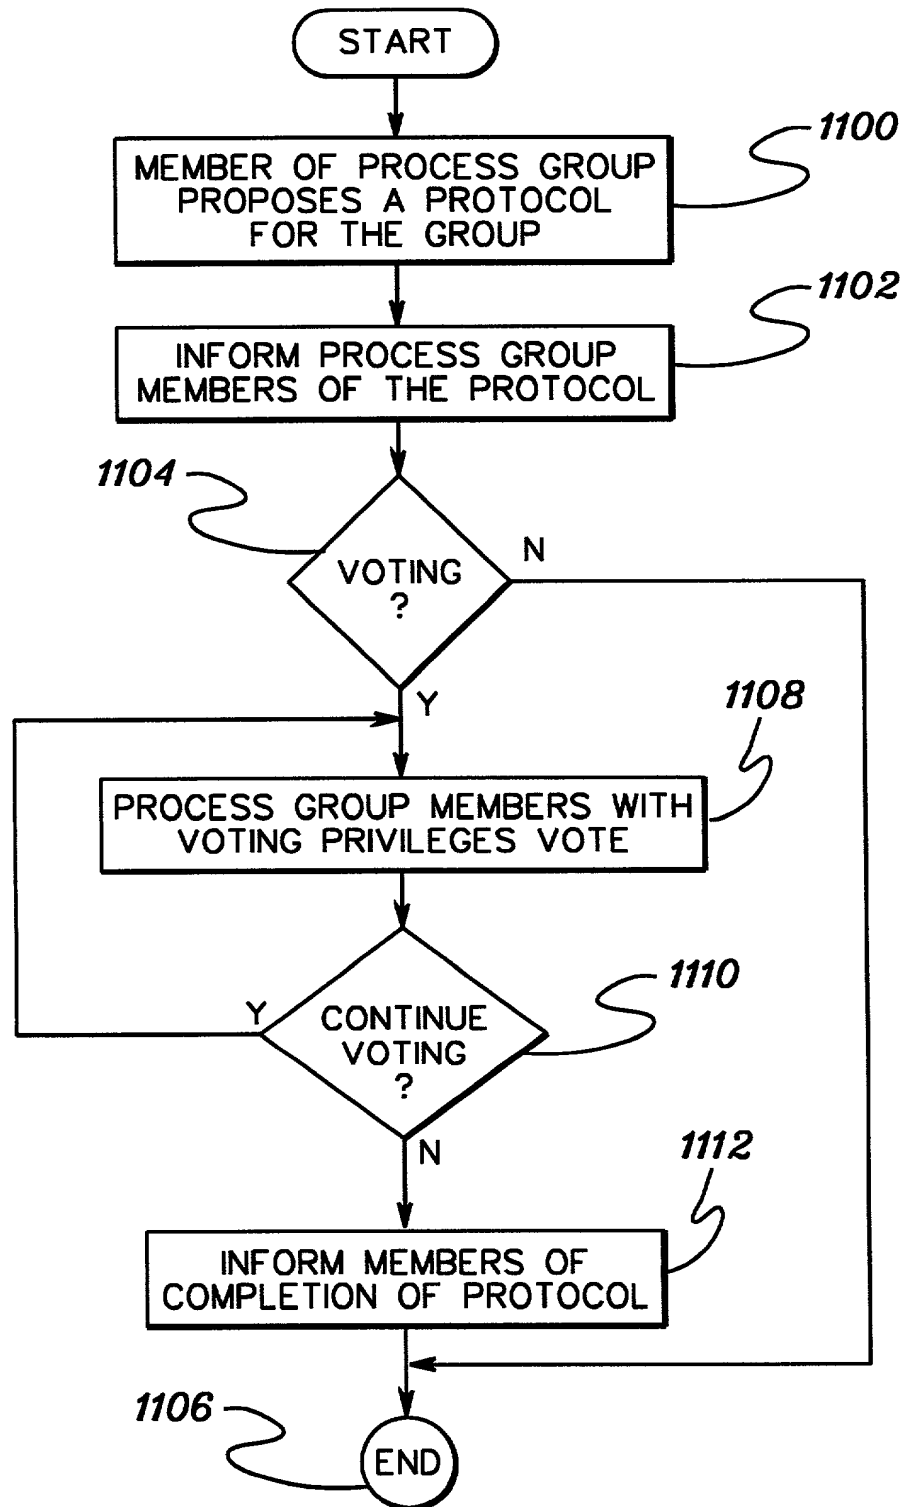 START
1100
MEMBER OF PROCESS GROUP
PROPOSES A PROTOCOL
FOR THE GROUP
1102
INFORM PROCESS GROUP
MEMBERS OF THE PROTOCOL
1104
VOTING
?
N
Y
1108
PROCESS GROUP MEMBERS WITH
VOTING PRIVILEGES VOTE
1110
Y
CONTINUE
VOTING
?
N
1112
INFORM MEMBERS OF
COMPLETION OF PROTOCOL
1106
END